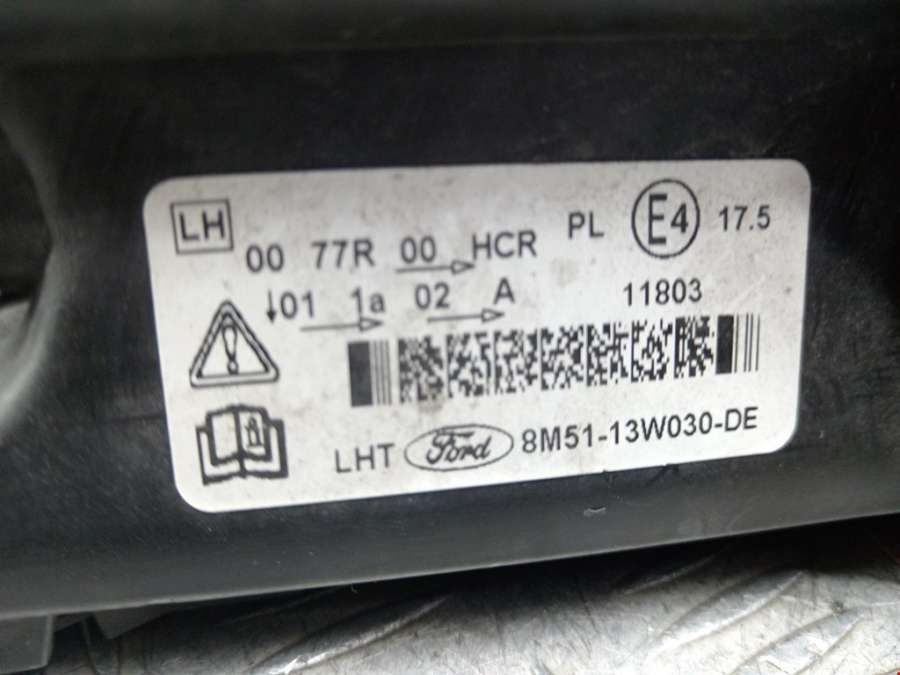 LH
00 77R 00 HCR PL E4 17.5
↓01 1a 02 A 11803
LHT Ford 8M51-13W030-DE